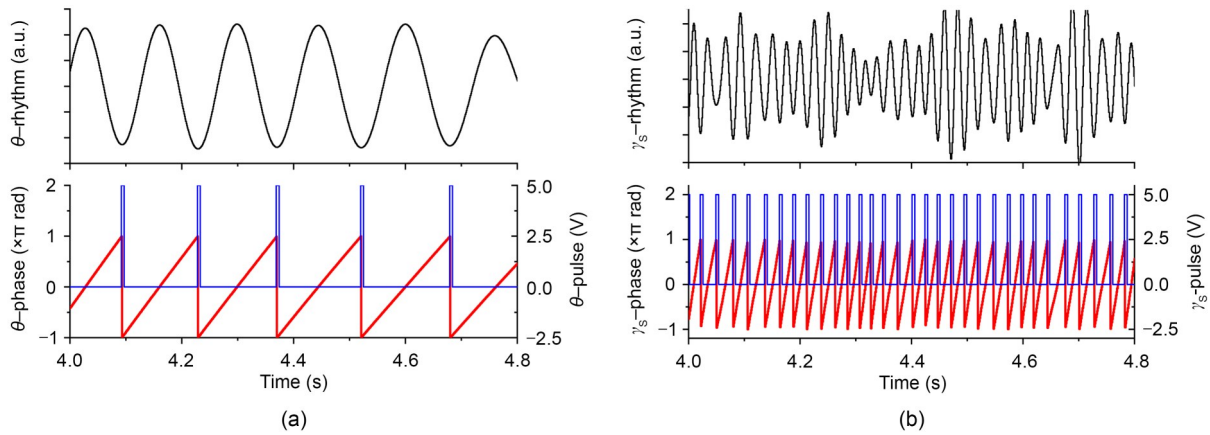 θ–rhythm (a.u.)
2
1
0
−1
θ–phase (×π rad)
5.0
2.5
0.0
−2.5
θ–pulse (V)
4.0
4.2
4.4
4.6
4.8
Time (s)
(a)
γs–rhythm (a.u.)
2
1
0
−1
γs–phase (×π rad)
5.0
2.5
0.0
−2.5
γs-pulse (V)
4.0
4.2
4.4
4.6
4.8
Time (s)
(b)